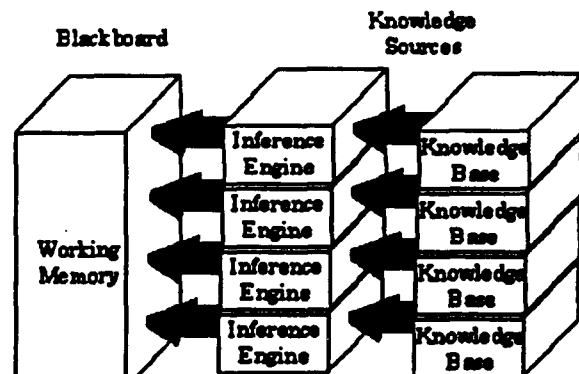 Blackboard
Knowledge
Sources
Inference
Engine
Knowledge
Base
Inference
Engine
Knowledge
Base
Working
Memory
Inference
Engine
Knowledge
Base
Inference
Engine
Knowledge
Base